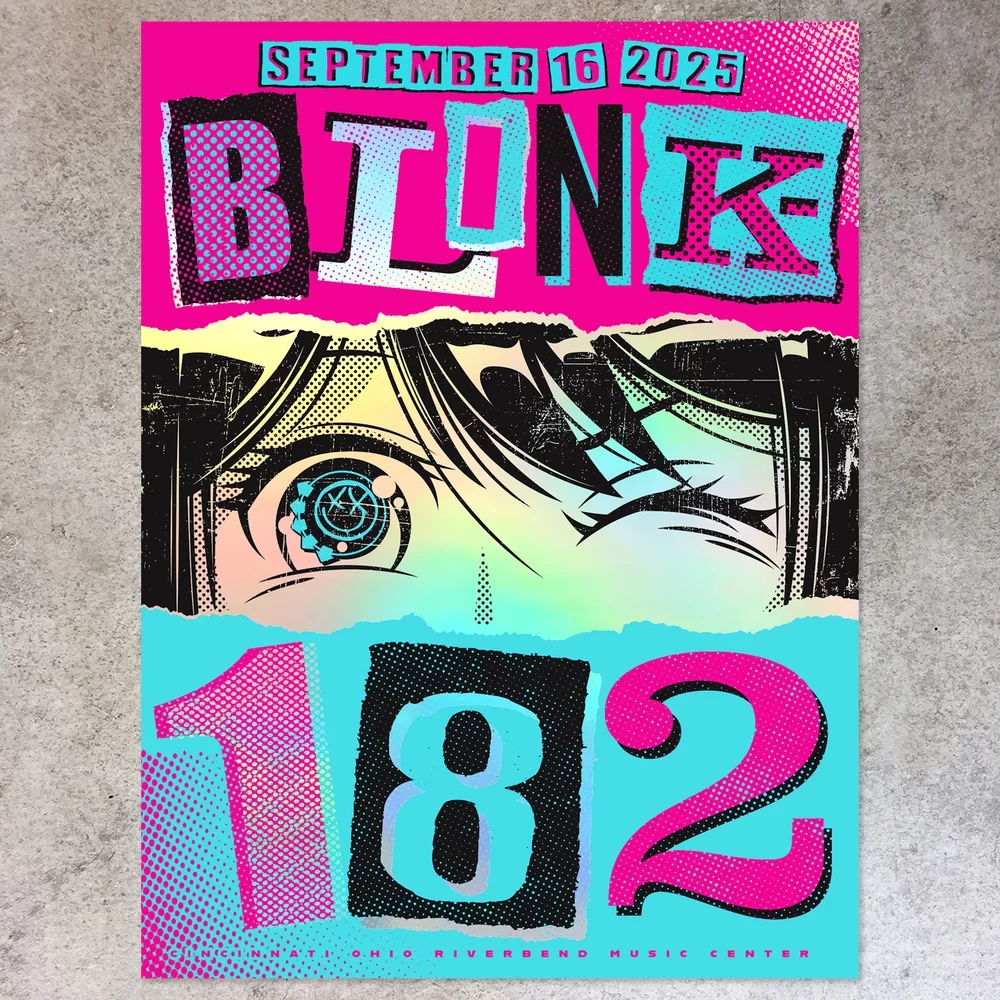 SEPTEMBER 16 2025
BLINK-
182
CINCINNATI OHIO RIVERBEND MUSIC CENTER